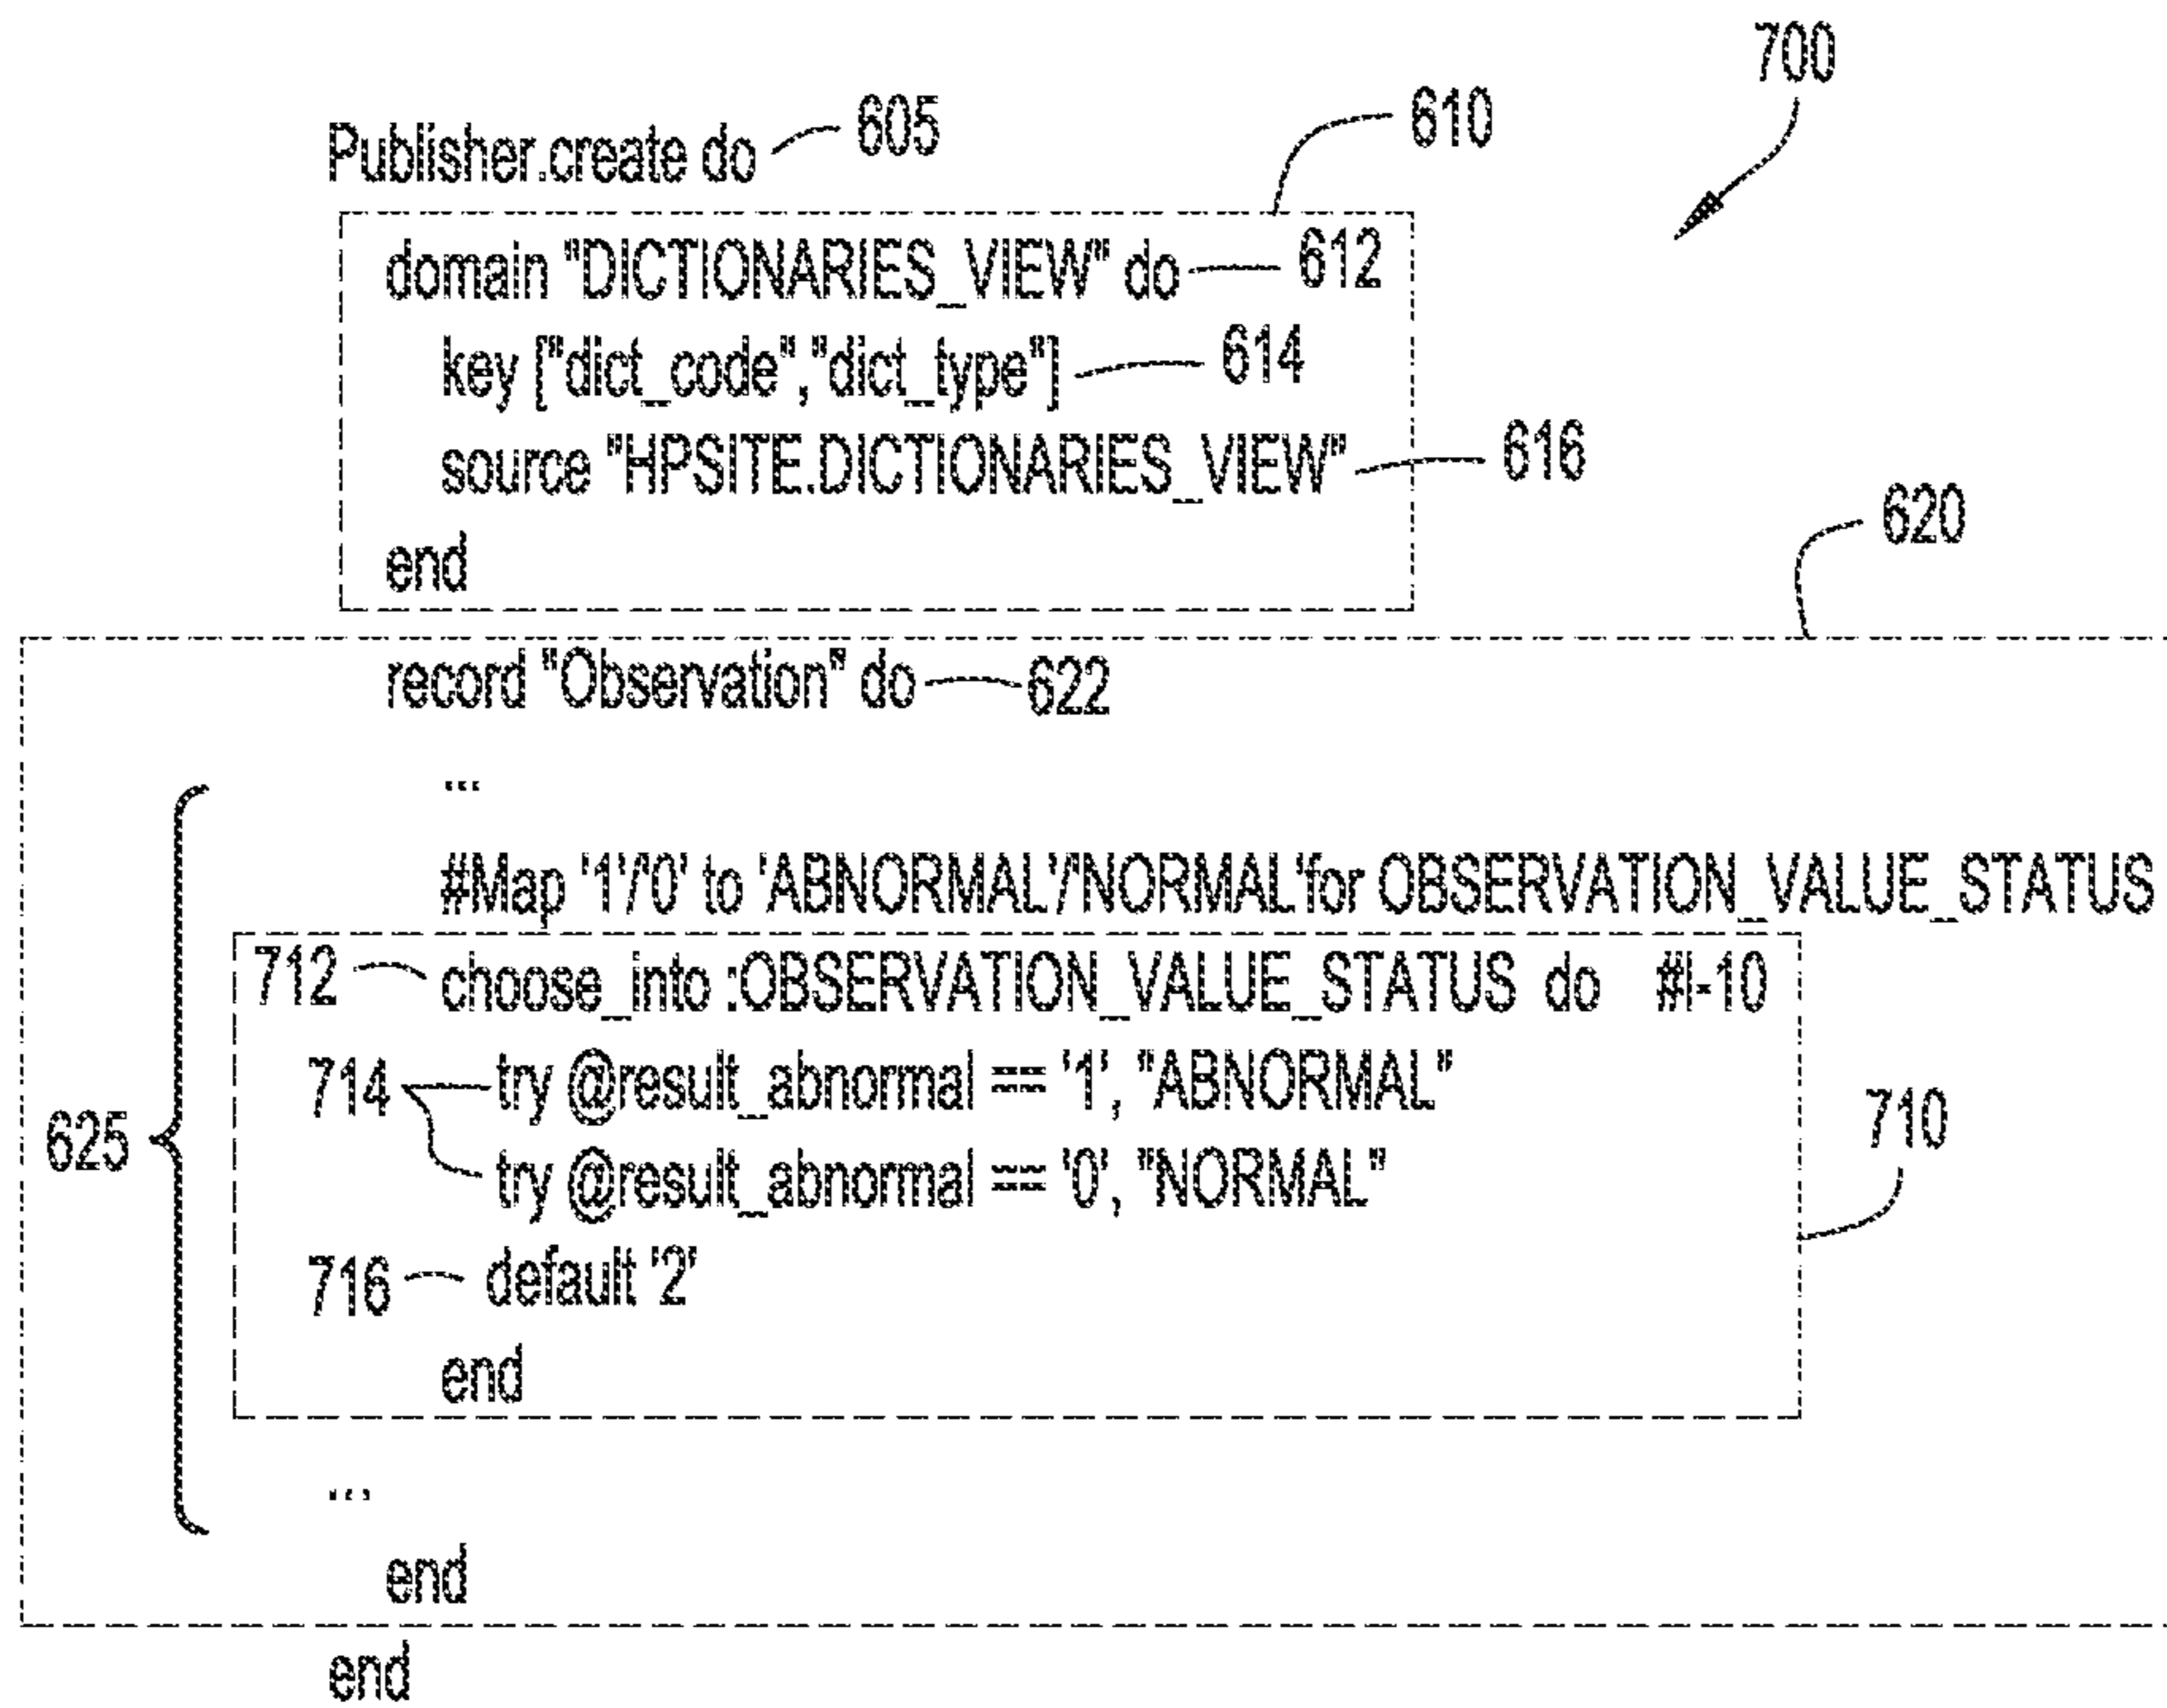 700
Publisher.create do 605
610
domain "DICTIONARIES_VIEW" do 612
key ["dict_code","dict_type"] 614
source "HPSITE.DICTIONARIES_VIEW" 616
end
620
record "Observation" do 622
...
#Map '1'/'0' to 'ABNORMAL'/'NORMAL'for OBSERVATION_VALUE_STATUS
712 choose_into :OBSERVATION_VALUE_STATUS do #I-10
714 try @result_abnormal == '1', "ABNORMAL"
625
710
try @result_abnormal == '0', "NORMAL"
716 default '2'
end
...
end
end